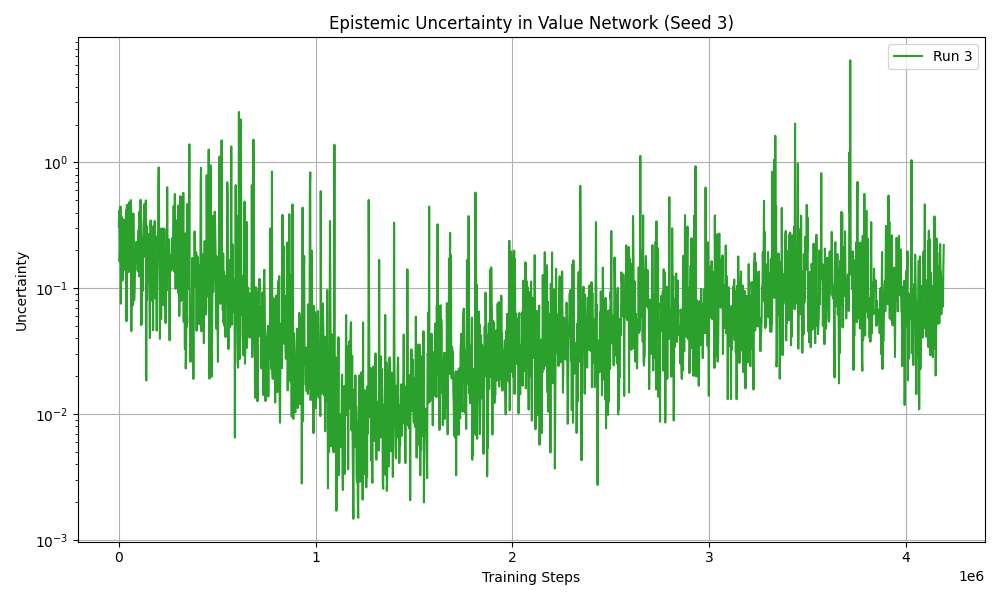 Epistemic Uncertainty in Value Network (Seed 3)
Run 3
Uncertainty
10⁰
10⁻¹
10⁻²
10⁻³
0 1 2 3 4
1e6
Training Steps